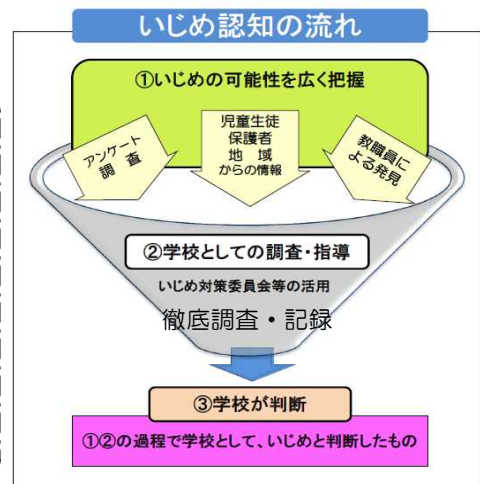 いじめ認知の流れ
①いじめの可能性を広く把握
アンケート
調 査
児童生徒
保護者
地 域
からの情報
教職員に
よる発見
②学校としての調査・指導
いじめ対策委員会等の活用
徹底調査・記録
③学校が判断
①②の過程で学校として、いじめと判断したもの